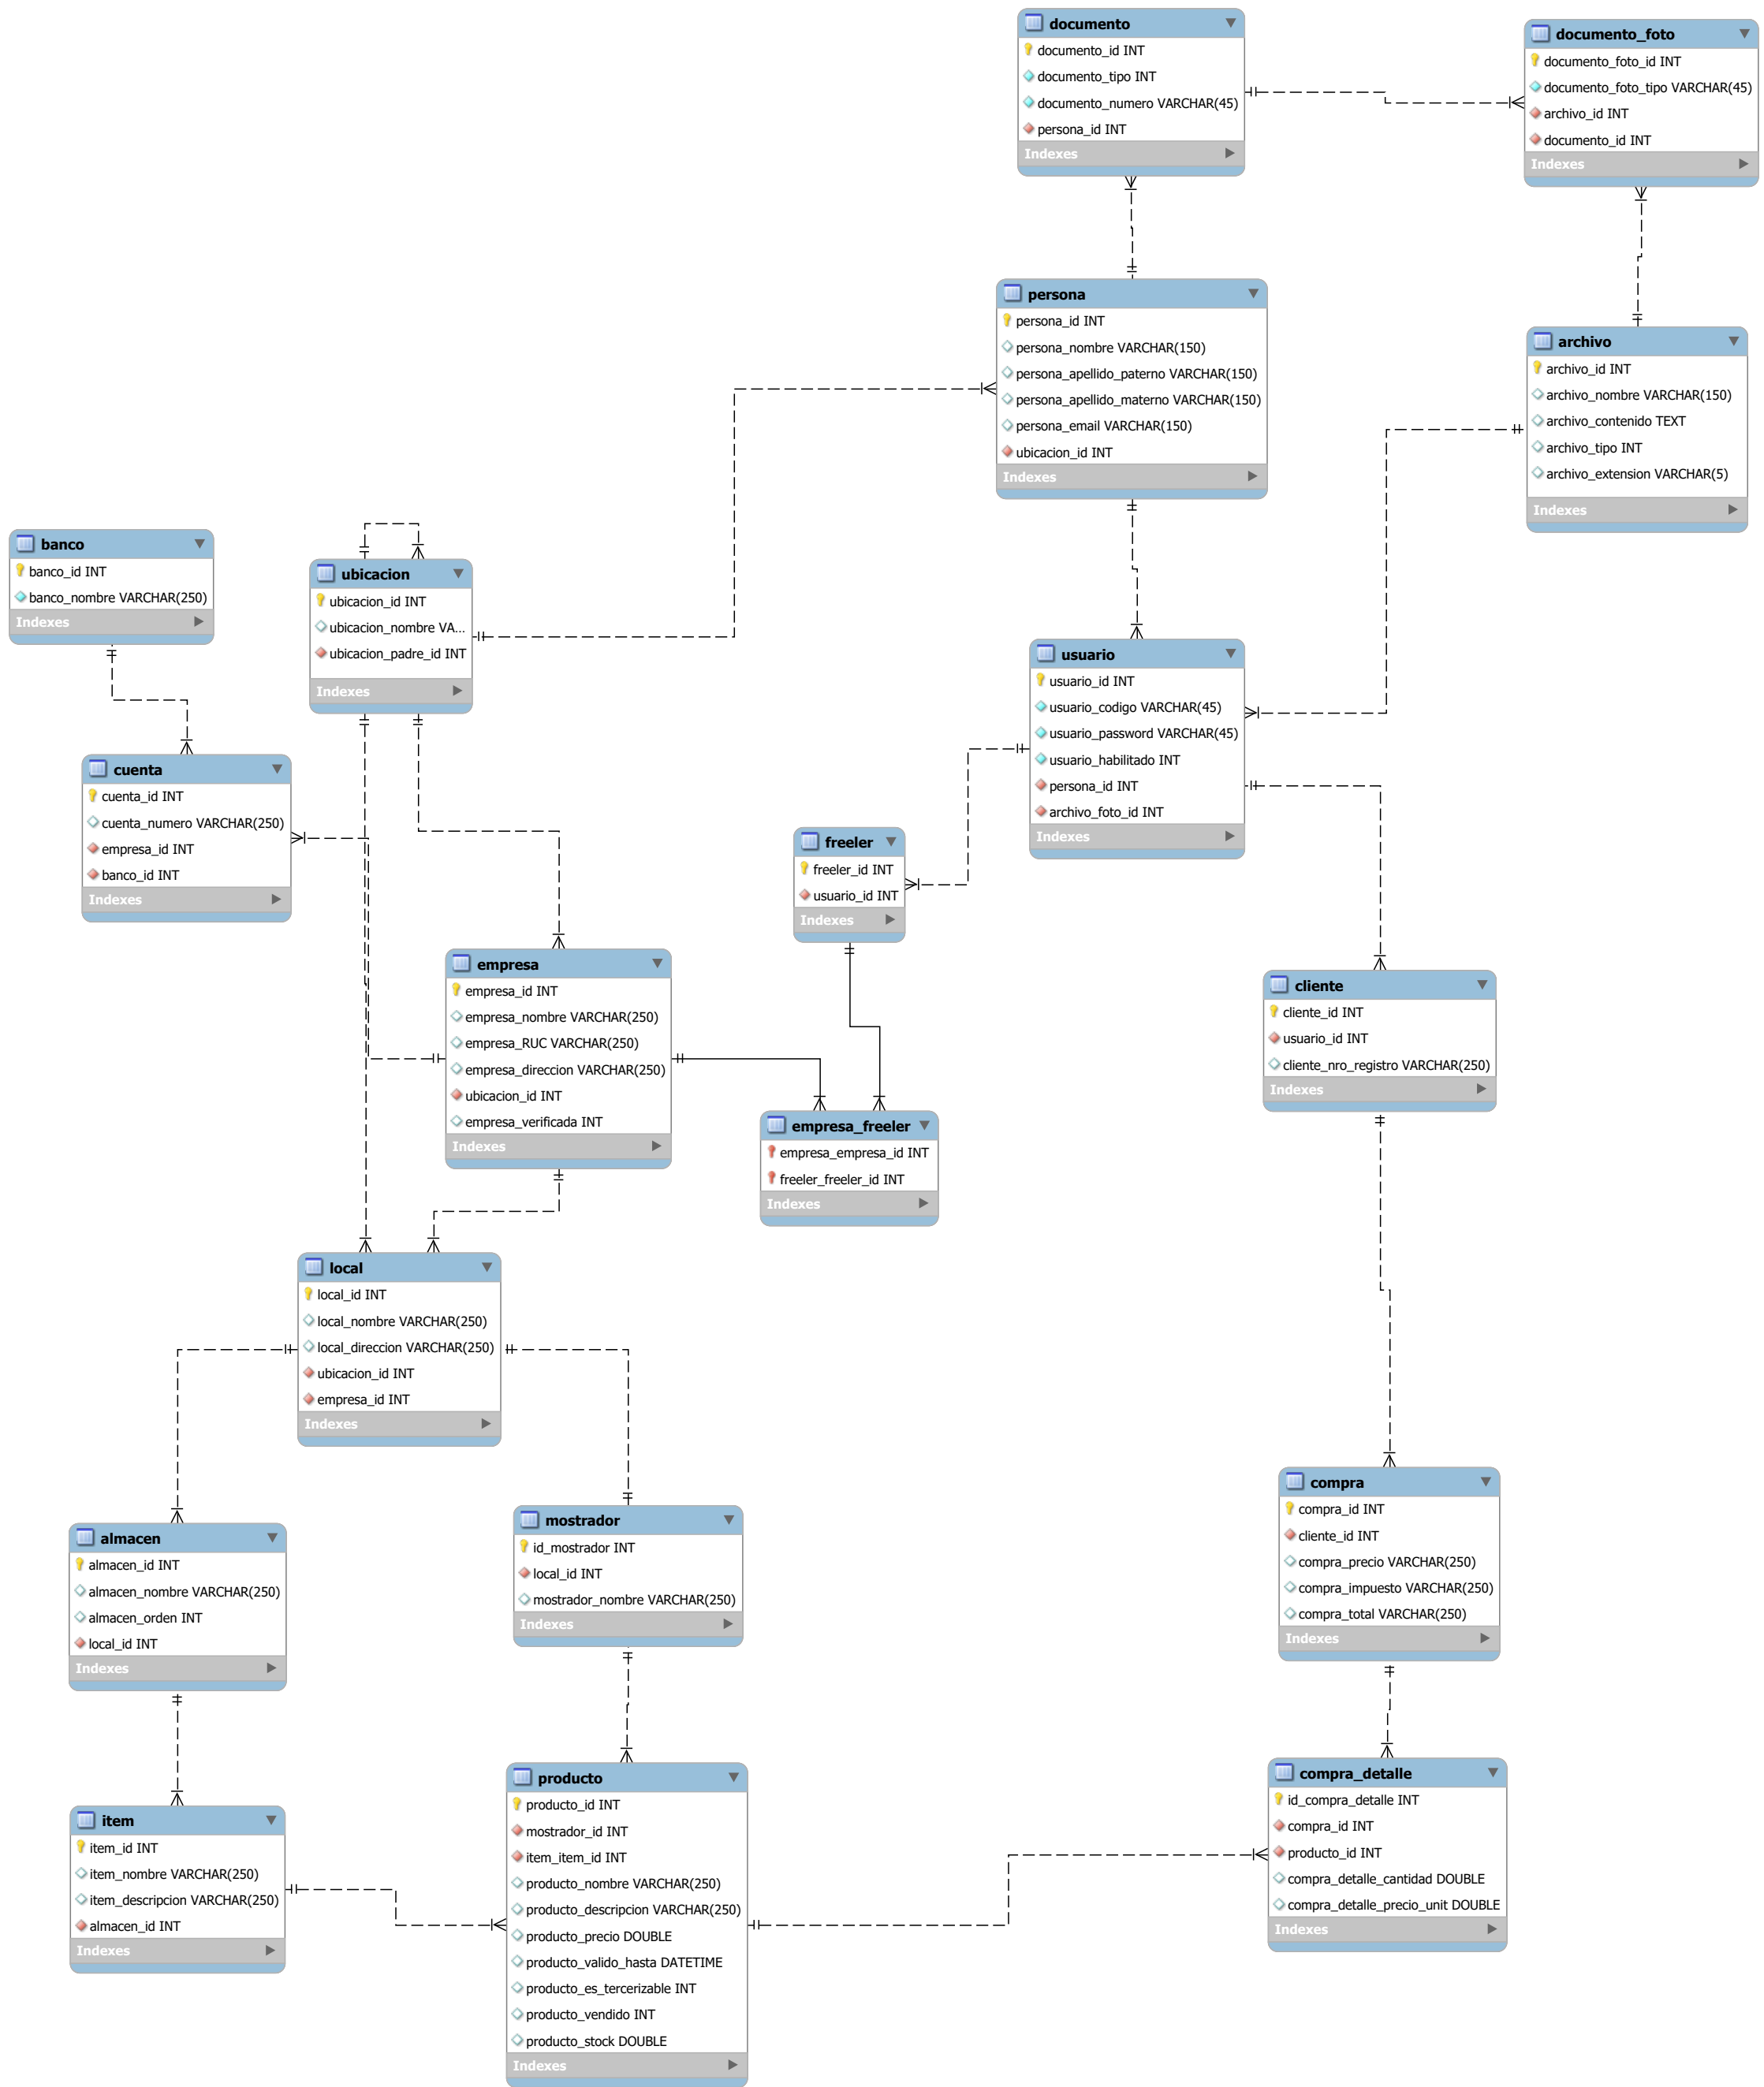 documento
documento_id INT
documento_tipo INT
documento_numero VARCHAR(45)
persona_id INT
Indexes
documento_foto
documento_foto_id INT
documento_foto_tipo VARCHAR(45)
archivo_id INT
documento_id INT
Indexes
persona
persona_id INT
persona_nombre VARCHAR(150)
persona_apellido_paterno VARCHAR(150)
persona_apellido_materno VARCHAR(150)
persona_email VARCHAR(150)
ubicacion_id INT
Indexes
archivo
archivo_id INT
archivo_nombre VARCHAR(150)
archivo_contenido TEXT
archivo_tipo INT
archivo_extension VARCHAR(5)
Indexes
banco
banco_id INT
banco_nombre VARCHAR(250)
Indexes
ubicacion
ubicacion_id INT
ubicacion_nombre VA...
ubicacion_padre_id INT
Indexes
usuario
usuario_id INT
usuario_codigo VARCHAR(45)
usuario_password VARCHAR(45)
usuario_habilitado INT
persona_id INT
archivo_foto_id INT
Indexes
cuenta
cuenta_id INT
cuenta_numero VARCHAR(250)
empresa_id INT
banco_id INT
Indexes
freeler
freeler_id INT
usuario_id INT
Indexes
empresa
empresa_id INT
empresa_nombre VARCHAR(250)
empresa_RUC VARCHAR(250)
empresa_direccion VARCHAR(250)
ubicacion_id INT
empresa_verificada INT
Indexes
cliente
cliente_id INT
usuario_id INT
cliente_nro_registro VARCHAR(250)
Indexes
empresa_freeler
empresa_empresa_id INT
freeler_freeler_id INT
Indexes
local
local_id INT
local_nombre VARCHAR(250)
local_direccion VARCHAR(250)
ubicacion_id INT
empresa_id INT
Indexes
compra
compra_id INT
cliente_id INT
compra_precio VARCHAR(250)
compra_impuesto VARCHAR(250)
compra_total VARCHAR(250)
Indexes
almacen
almacen_id INT
almacen_nombre VARCHAR(250)
almacen_orden INT
local_id INT
Indexes
mostrador
id_mostrador INT
local_id INT
mostrador_nombre VARCHAR(250)
Indexes
compra_detalle
id_compra_detalle INT
compra_id INT
producto_id INT
compra_detalle_cantidad DOUBLE
compra_detalle_precio_unit DOUBLE
Indexes
producto
producto_id INT
mostrador_id INT
item_item_id INT
producto_nombre VARCHAR(250)
producto_descripcion VARCHAR(250)
producto_precio DOUBLE
producto_valido_hasta DATETIME
producto_es_tercerizable INT
producto_vendido INT
producto_stock DOUBLE
Indexes
item
item_id INT
item_nombre VARCHAR(250)
item_descripcion VARCHAR(250)
almacen_id INT
Indexes